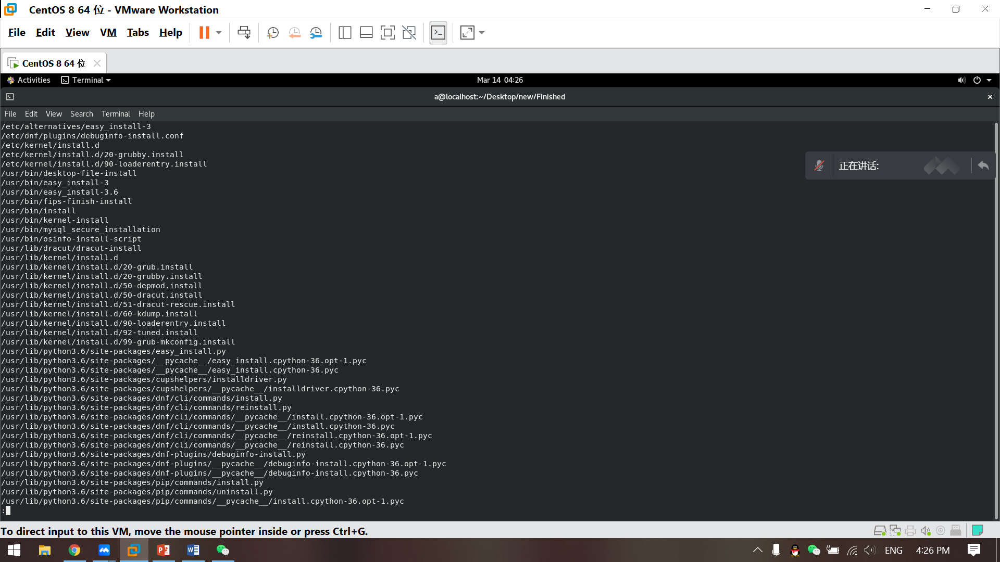 CentOS 8 64 位 - VMware Workstation
File Edit View VM Tabs Help
CentOS 8 64 位
Activities Terminal Mar 14 04:26
a@localhost:~/Desktop/new/Finished
File Edit View Search Terminal Help
/etc/alternatives/easy_install-3
/etc/dnf/plugins/debuginfo-install.conf
/etc/kernel/install.d
/etc/kernel/install.d/20-grubby.install
/etc/kernel/install.d/90-loaderentry.install
/usr/bin/desktop-file-install
/usr/bin/easy_install-3
/usr/bin/easy_install-3.6
/usr/bin/fips-finish-install
/usr/bin/install
/usr/bin/kernel-install
/usr/bin/mysql_secure_installation
/usr/bin/osinfo-install-script
/usr/lib/dracut/dracut-install
/usr/lib/kernel/install.d
/usr/lib/kernel/install.d/20-grub.install
/usr/lib/kernel/install.d/20-grubby.install
/usr/lib/kernel/install.d/50-depmod.install
/usr/lib/kernel/install.d/50-dracut.install
/usr/lib/kernel/install.d/51-dracut-rescue.install
/usr/lib/kernel/install.d/60-kdump.install
/usr/lib/kernel/install.d/90-loaderentry.install
/usr/lib/kernel/install.d/92-tuned.install
/usr/lib/kernel/install.d/99-grub-mkconfig.install
/usr/lib/python3.6/site-packages/easy_install.py
/usr/lib/python3.6/site-packages/__pycache__/easy_install.cpython-36.opt-1.pyc
/usr/lib/python3.6/site-packages/__pycache__/easy_install.cpython-36.pyc
/usr/lib/python3.6/site-packages/cupshelpers/installdriver.py
/usr/lib/python3.6/site-packages/cupshelpers/__pycache__/installdriver.cpython-36.pyc
/usr/lib/python3.6/site-packages/dnf/cli/commands/install.py
/usr/lib/python3.6/site-packages/dnf/cli/commands/reinstall.py
/usr/lib/python3.6/site-packages/dnf/cli/commands/__pycache__/install.cpython-36.opt-1.pyc
/usr/lib/python3.6/site-packages/dnf/cli/commands/__pycache__/install.cpython-36.pyc
/usr/lib/python3.6/site-packages/dnf/cli/commands/__pycache__/reinstall.cpython-36.opt-1.pyc
/usr/lib/python3.6/site-packages/dnf/cli/commands/__pycache__/reinstall.cpython-36.pyc
/usr/lib/python3.6/site-packages/dnf-plugins/debuginfo-install.py
/usr/lib/python3.6/site-packages/dnf-plugins/__pycache__/debuginfo-install.cpython-36.opt-1.pyc
/usr/lib/python3.6/site-packages/dnf-plugins/__pycache__/debuginfo-install.cpython-36.pyc
/usr/lib/python3.6/site-packages/pip/commands/install.py
/usr/lib/python3.6/site-packages/pip/commands/uninstall.py
/usr/lib/python3.6/site-packages/pip/commands/__pycache__/install.cpython-36.opt-1.pyc
:
正在讲话:
To direct input to this VM, move the mouse pointer inside or press Ctrl+G.
ENG 4:26 PM